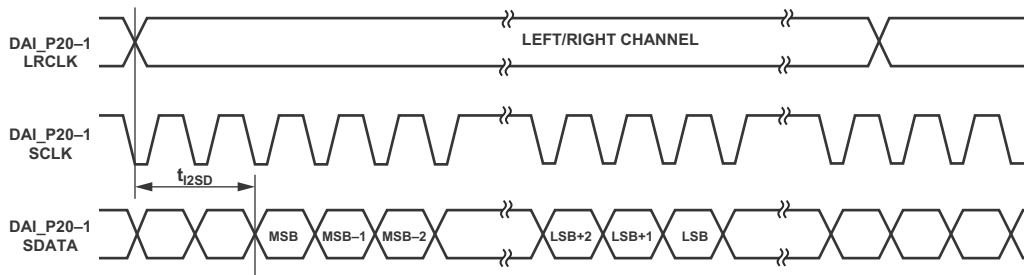 DAI_P20–1
LRCLK
LEFT/RIGHT CHANNEL
DAI_P20–1
SCLK
tI2SD
DAI_P20–1
SDATA
MSB
MSB–1
MSB–2
LSB+2
LSB+1
LSB